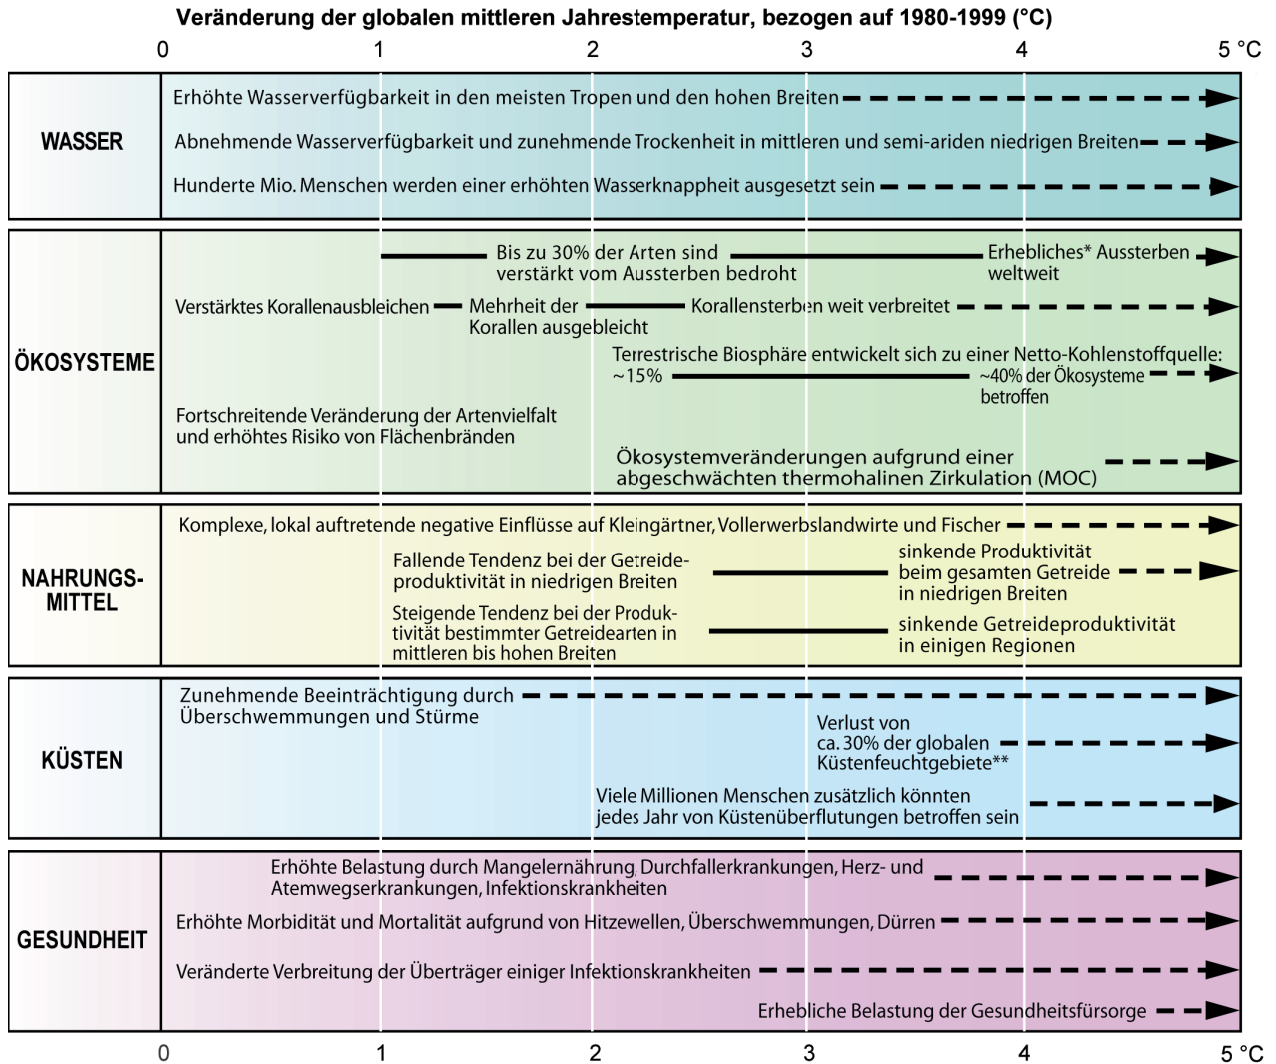 Veränderung der globalen mittleren Jahrestemperatur, bezogen auf 1980-1999 (°C)
0 1 2 3 4 5 °C
WASSER
Erhöhte Wasserverfügbarkeit in den meisten Tropen und den hohen Breiten
Abnehmende Wasserverfügbarkeit und zunehmende Trockenheit in mittleren und semi-ariden niedrigen Breiten
Hunderte Mio. Menschen werden einer erhöhten Wasserknappheit ausgesetzt sein
ÖKOSYSTEME
Bis zu 30% der Arten sind
verstärkt vom Aussterben bedroht
Erhebliches* Aussterben
weltweit
Verstärktes Korallenausbleichen
Mehrheit der
Korallen ausgebleicht
Korallensterben weit verbreitet
Terrestrische Biosphäre entwickelt sich zu einer Netto-Kohlenstoffquelle:
~15%
~40% der Ökosysteme
betroffen
Fortschreitende Veränderung der Artenvielfalt
und erhöhtes Risiko von Flächenbränden
Ökosystemveränderungen aufgrund einer
abgeschwächten thermohalinen Zirkulation (MOC)
NAHRUNGS-
MITTEL
Komplexe, lokal auftretende negative Einflüsse auf Kleingärtner, Vollerwerbslandwirte und Fischer
Fallende Tendenz bei der Getreide-
produktivität in niedrigen Breiten
sinkende Produktivität
beim gesamten Getreide
in niedrigen Breiten
Steigende Tendenz bei der Produk-
tivität bestimmter Getreidearten in
mittleren bis hohen Breiten
sinkende Getreideproduktivität
in einigen Regionen
KÜSTEN
Zunehmende Beeinträchtigung durch
Überschwemmungen und Stürme
Verlust von
ca. 30% der globalen
Küstenfeuchtgebiete**
Viele Millionen Menschen zusätzlich könnten
jedes Jahr von Küstenüberflutungen betroffen sein
GESUNDHEIT
Erhöhte Belastung durch Mangelernährung, Durchfallerkrankungen, Herz- und
Atemwegserkrankungen, Infektionskrankheiten
Erhöhte Morbidität und Mortalität aufgrund von Hitzewellen, Überschwemmungen, Dürren
Veränderte Verbreitung der Überträger einiger Infektionskrankheiten
Erhebliche Belastung der Gesundheitsfürsorge
0 1 2 3 4 5 °C